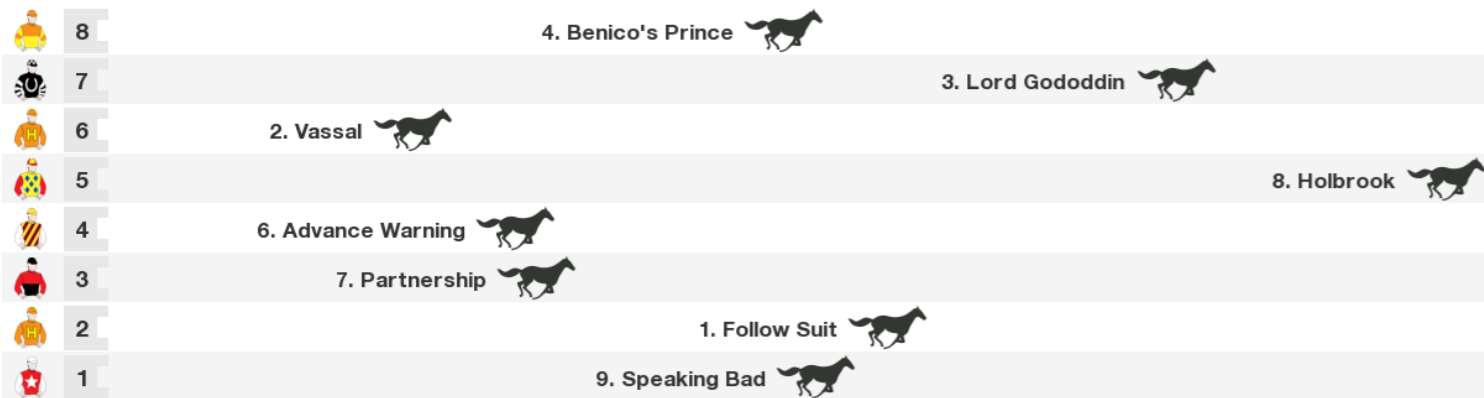 8 4. Benico's Prince
7 3. Lord Gododdin
H 6 2. Vassal
5 8. Holbrook
4 6. Advance Warning
3 7. Partnership
H 2 1. Follow Suit
1 9. Speaking Bad